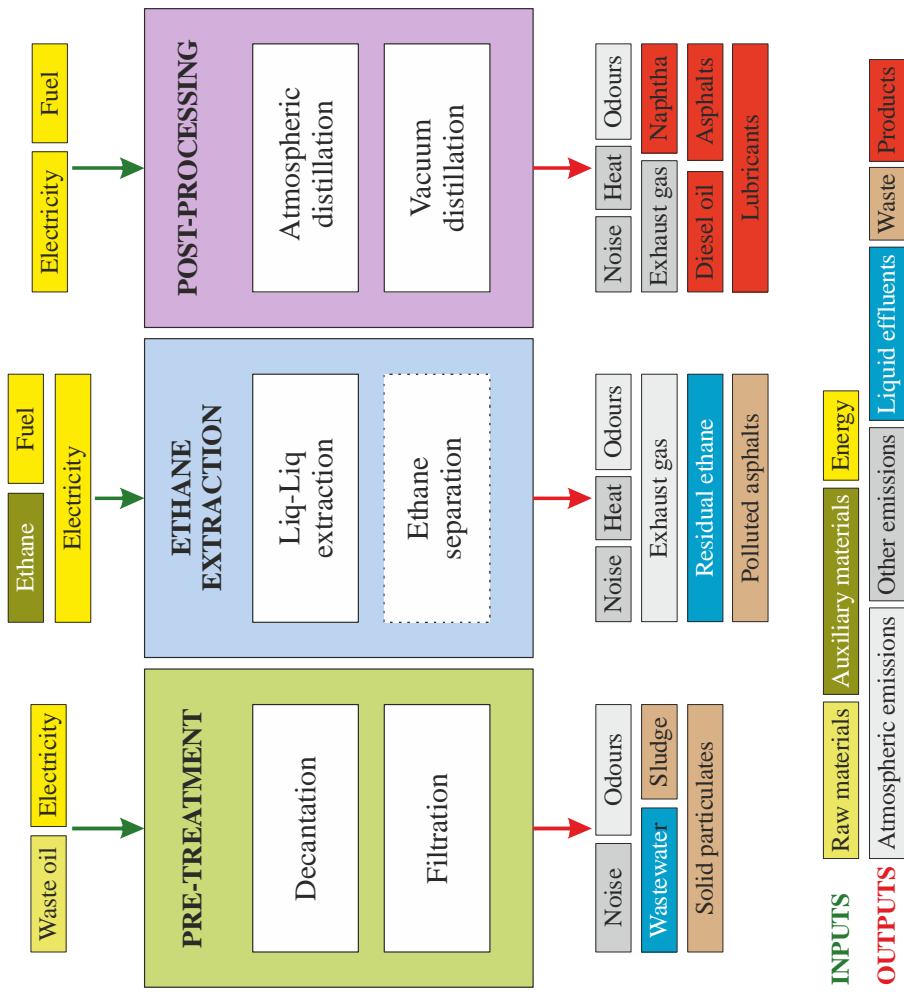 Waste oil
Electricity
PRE-TREATMENT
Decantation
Filtration
Noise
Odours
Wastewater
Sludge
Solid particulates
Ethane
Fuel
Electricity
ETHANE
EXTRACTION
Liq-Liq
extraction
Ethane
separation
Noise
Heat
Odours
Exhaust gas
Residual ethane
Polluted asphalts
Electricity
Fuel
POST-PROCESSING
Atmospheric
distillation
Vacuum
distillation
Noise
Heat
Odours
Exhaust gas
Naphtha
Diesel oil
Asphalts
Lubricants
INPUTS
Raw materials
Auxiliary materials
Energy
OUTPUTS
Atmospheric emissions
Other emissions
Liquid effluents
Waste
Products